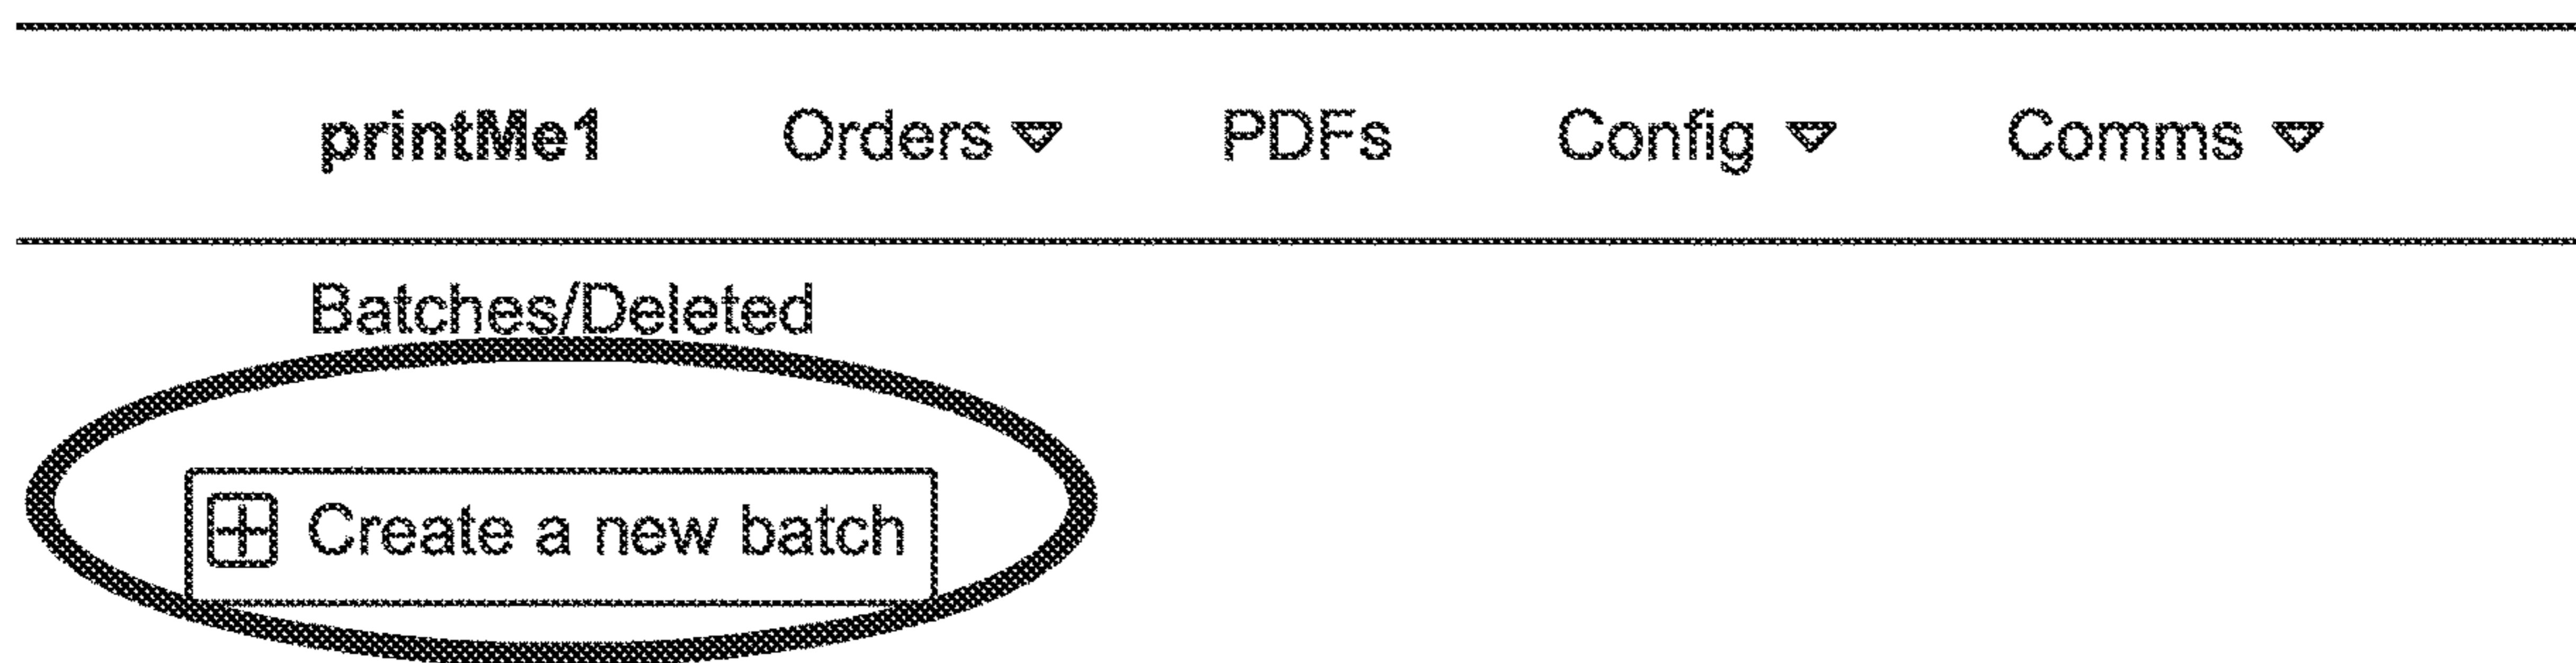 printMe1 Orders PDFs Config Comms
Batches/Deleted
Create a new batch